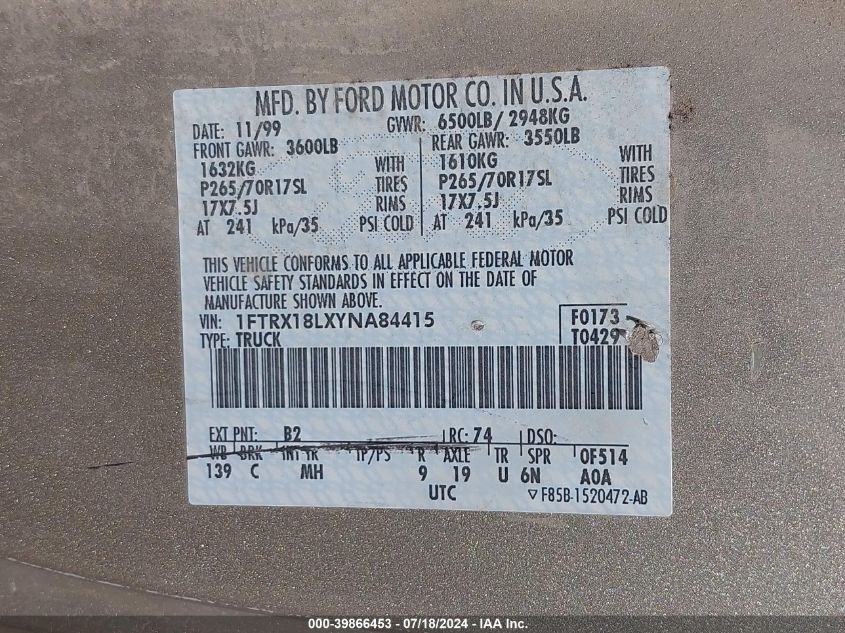 MFD. BY FORD MOTOR CO. IN U.S.A.
DATE: 11/99 GVWR: 6500LB/ 2948KG
FRONT GAWR: 3600LB REAR GAWR: 3550LB
1632KG WITH 1610KG WITH
P265/70R17SL TIRES P265/70R17SL TIRES
17X7.5J RIMS 17X7.5J RIMS
AT 241 kPa/35 PSI COLD AT 241 kPa/35 PSI COLD
THIS VEHICLE CONFORMS TO ALL APPLICABLE FEDERAL MOTOR
VEHICLE SAFETY STANDARDS IN EFFECT ON THE DATE OF
MANUFACTURE SHOWN ABOVE.
VIN: 1FTRX18LXYNA84415 F0173
TYPE: TRUCK T0429
EXT PNT: B2 RC: 74 DSO:
WB BRK INT TR TP/PS R AXLE TR SPR 0F514
139 C MH 9 19 U 6N A0A
UTC ▽ F85B-1520472-AB
000-39866453 - 07/18/2024 - IAA Inc.